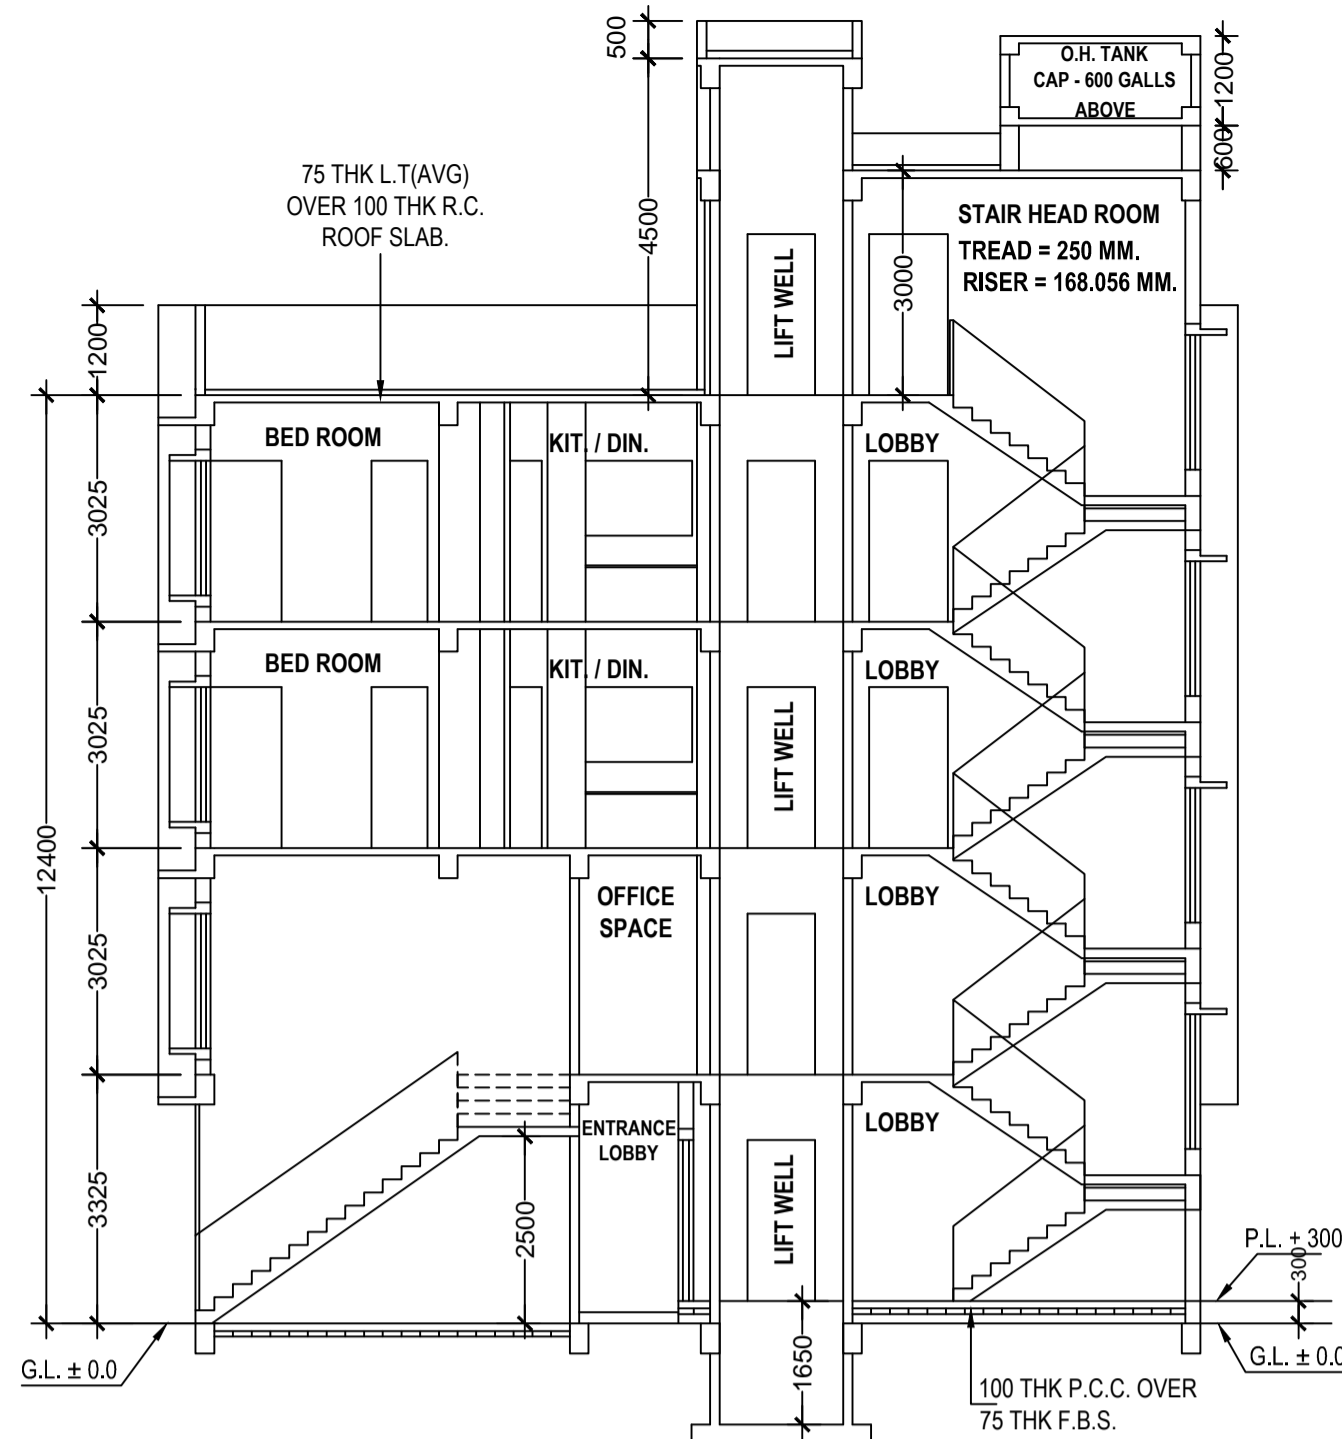 500
O.H. TANK
CAP - 600 GALLS
ABOVE
1200
600
75 THK L.T(AVG)
OVER 100 THK R.C.
ROOF SLAB.
4500
LIFT WELL
3000
STAIR HEAD ROOM
TREAD = 250 MM.
RISER = 168.056 MM.
1200
BED ROOM
KIT. / DIN.
LOBBY
3025
BED ROOM
KIT. / DIN.
LOBBY
3025
LIFT WELL
12400
OFFICE
SPACE
LOBBY
3025
ENTRANCE
LOBBY
LOBBY
3325
2500
LIFT WELL
P.L. + 300
300
G.L. ± 0.0
1650
G.L. ± 0.0
100 THK P.C.C. OVER
75 THK F.B.S.